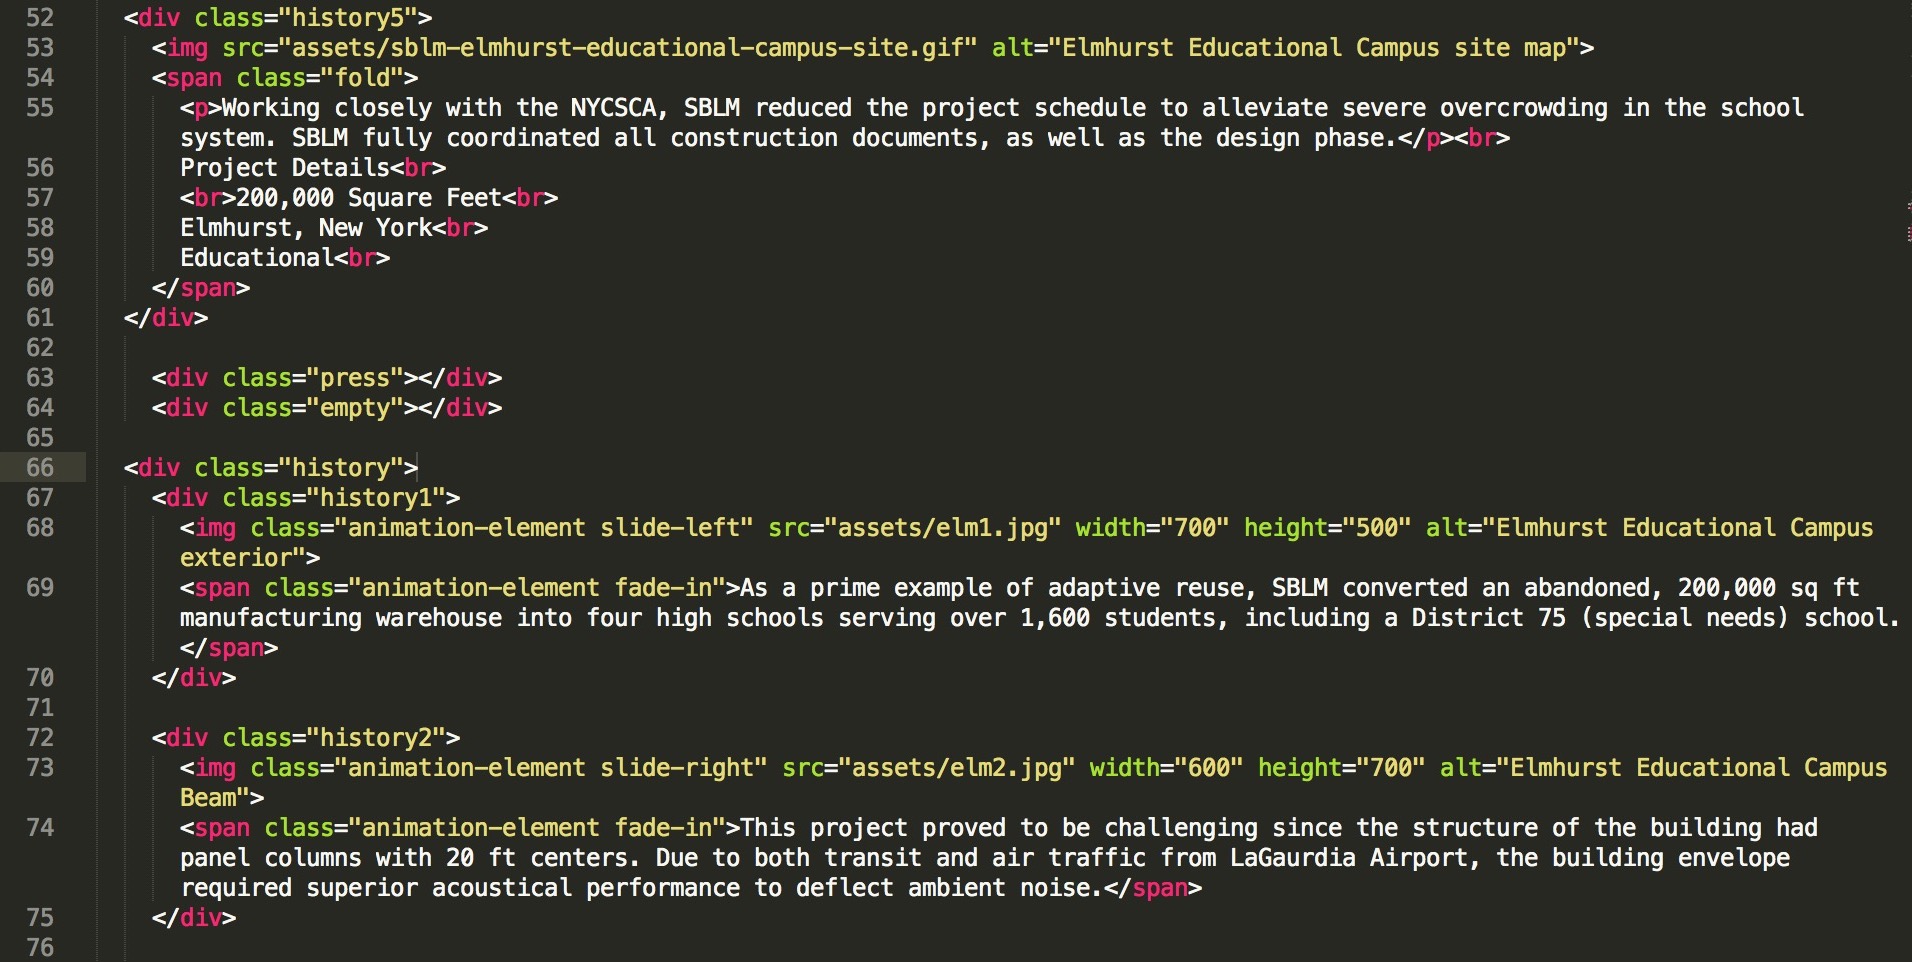 52 <div class="history5">
53 <img src="assets/sblm-elmhurst-educational-campus-site.gif" alt="Elmhurst Educational Campus site map">
54 <span class="fold">
55 <p>Working closely with the NYCSCA, SBLM reduced the project schedule to alleviate severe overcrowding in the school
system. SBLM fully coordinated all construction documents, as well as the design phase.</p><br>
56 Project Details<br>
57 <br>200,000 Square Feet<br>
58 Elmhurst, New York<br>
59 Educational<br>
60 </span>
61 </div>
62
63 <div class="press"></div>
64 <div class="empty"></div>
65
66 <div class="history">
67 <div class="history1">
68 <img class="animation-element slide-left" src="assets/elm1.jpg" width="700" height="500" alt="Elmhurst Educational Campus
exterior">
69 <span class="animation-element fade-in">As a prime example of adaptive reuse, SBLM converted an abandoned, 200,000 sq ft
manufacturing warehouse into four high schools serving over 1,600 students, including a District 75 (special needs) school.
</span>
70 </div>
71
72 <div class="history2">
73 <img class="animation-element slide-right" src="assets/elm2.jpg" width="600" height="700" alt="Elmhurst Educational Campus
Beam">
74 <span class="animation-element fade-in">This project proved to be challenging since the structure of the building had
panel columns with 20 ft centers. Due to both transit and air traffic from LaGaurdia Airport, the building envelope
required superior acoustical performance to deflect ambient noise.</span>
75 </div>
76